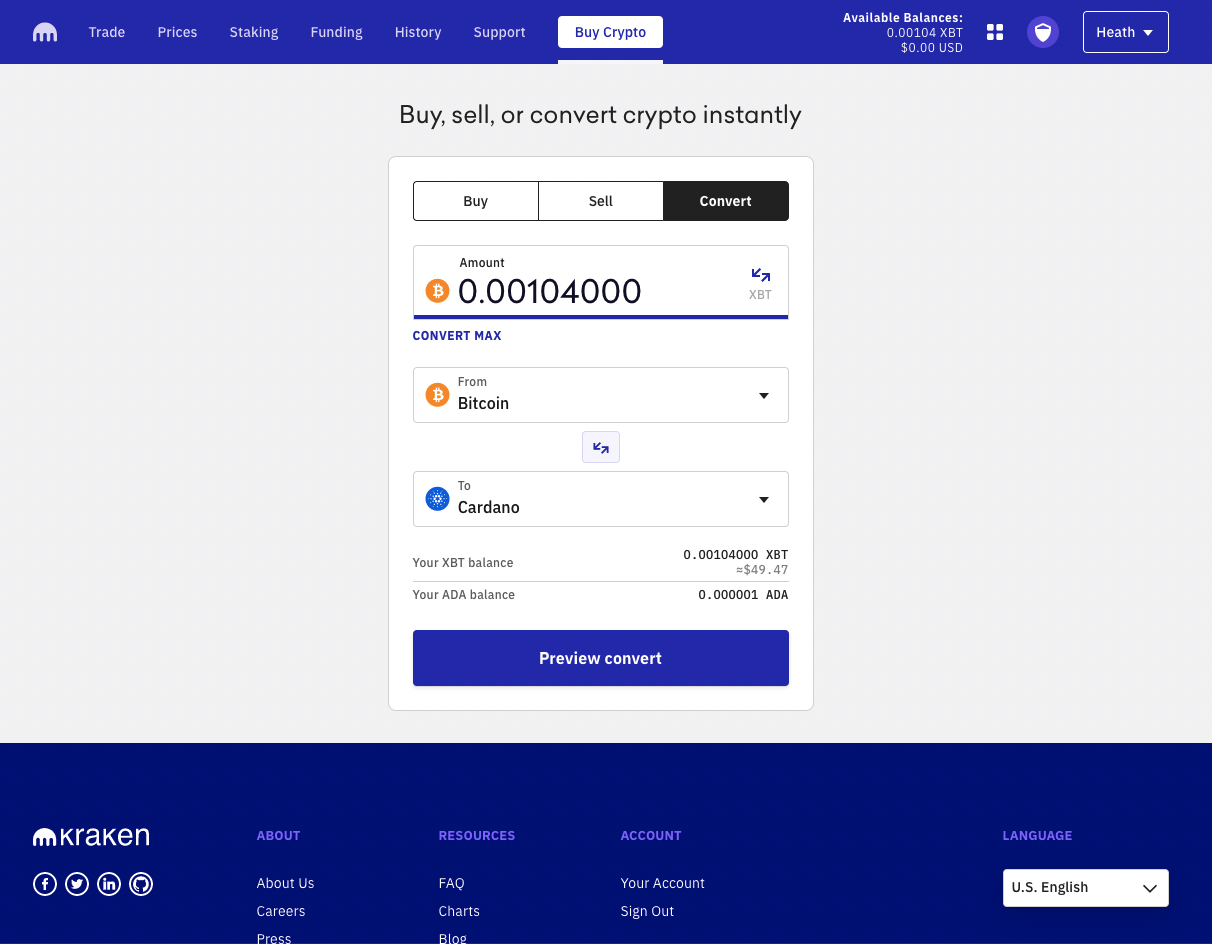 Trade Prices Staking Funding History Support Buy Crypto
Available Balances:
0.00104 XBT
$0.00 USD
Heath
Buy, sell, or convert crypto instantly
Buy Sell Convert
Amount
0.00104000
XBT
CONVERT MAX
From
Bitcoin
To
Cardano
Your XBT balance 0.00104000 XBT
≈$49.47
Your ADA balance 0.000001 ADA
Preview convert
kraken
ABOUT
About Us
Careers
Press
RESOURCES
FAQ
Charts
Blog
ACCOUNT
Your Account
Sign Out
LANGUAGE
U.S. English